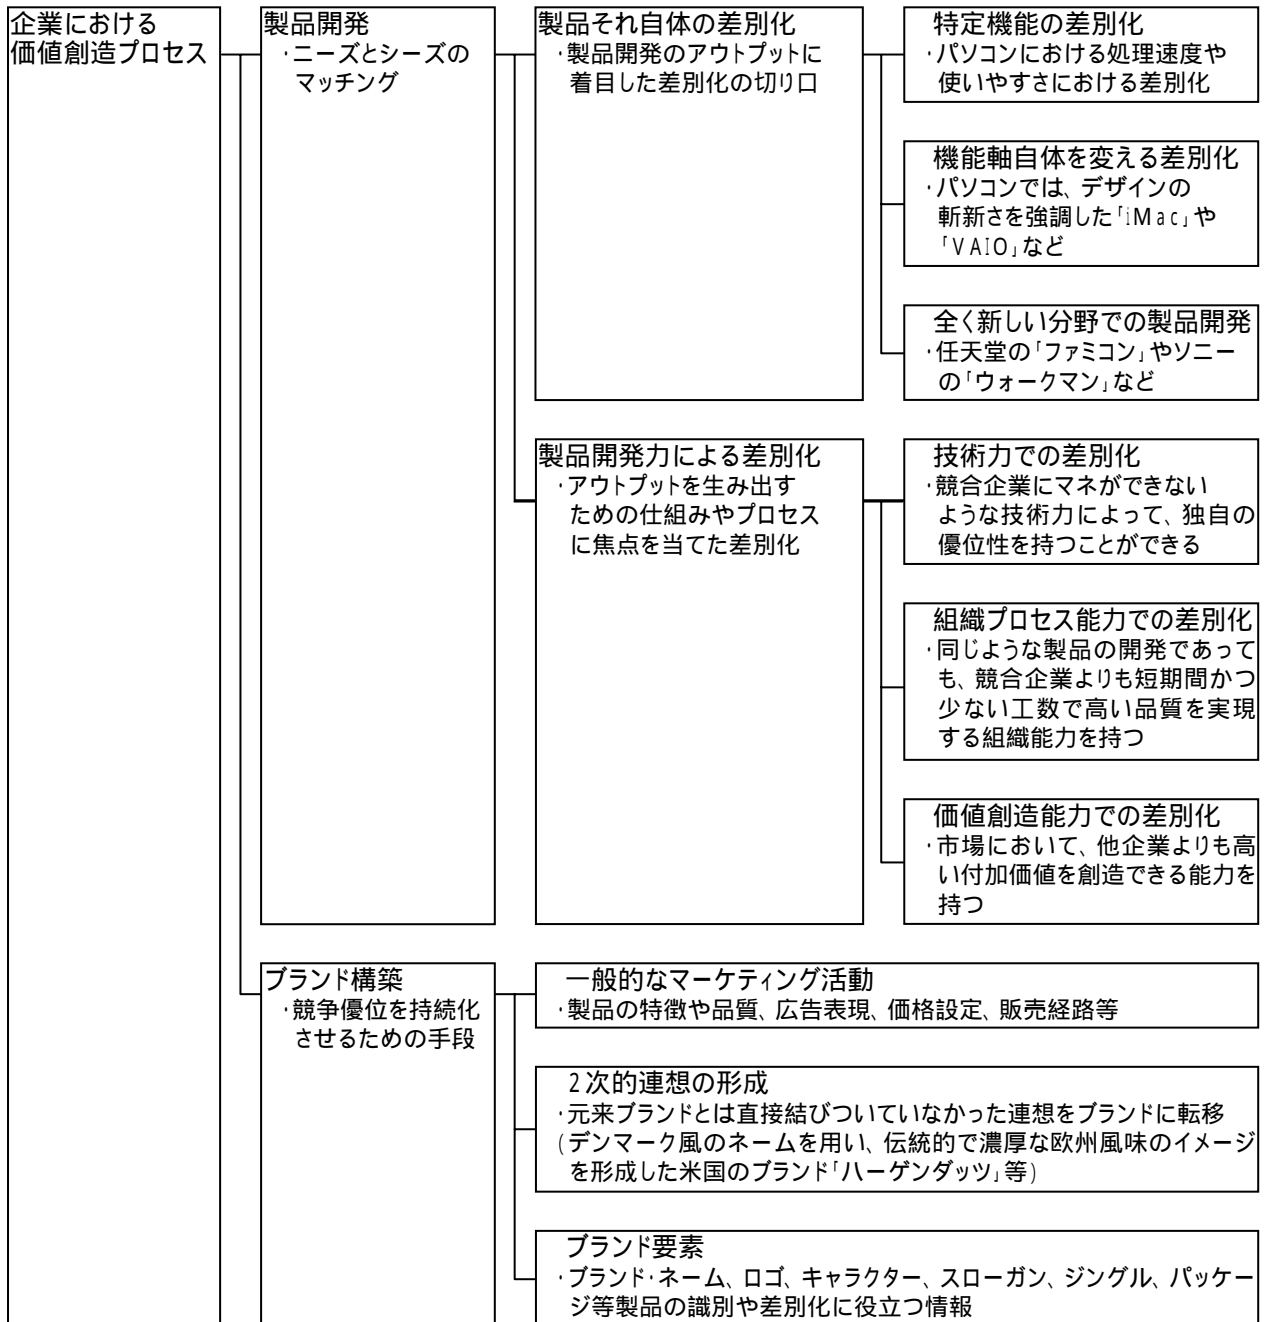 企業における
価値創造プロセス
製品開発
・ニーズとシーズの
マッチング
製品それ自体の差別化
・製品開発のアウトプットに
着目した差別化の切り口
特定機能の差別化
・パソコンにおける処理速度や
使いやすさにおける差別化
機能軸自体を変える差別化
・パソコンでは、デザインの
斬新さを強調した「iMac」や
「VAIO」など
全く新しい分野での製品開発
・任天堂の「ファミコン」やソニー
の「ウォークマン」など
製品開発力による差別化
・アウトプットを生み出す
ための仕組みやプロセス
に焦点を当てた差別化
技術力での差別化
・競合企業にマネができない
ような技術力によって、独自の
優位性を持つことができる
組織プロセス能力での差別化
・同じような製品の開発であって
も、競合企業よりも短期間かつ
少ない工数で高い品質を実現
する組織能力を持つ
価値創造能力での差別化
・市場において、他企業よりも高
い付加価値を創造できる能力を
持つ
ブランド構築
・競争優位を持続化
させるための手段
一般的なマーケティング活動
・製品の特徴や品質、広告表現、価格設定、販売経路等
2次的連想の形成
・元来ブランドとは直接結びついていなかった連想をブランドに転移
(デンマーク風のネームを用い、伝統的で濃厚な欧州風味のイメージ
を形成した米国のブランド「ハーゲンダッツ」等)
ブランド要素
・ブランド・ネーム、ロゴ、キャラクター、スローガン、ジングル、パッケー
ジ等製品の識別や差別化に役立つ情報